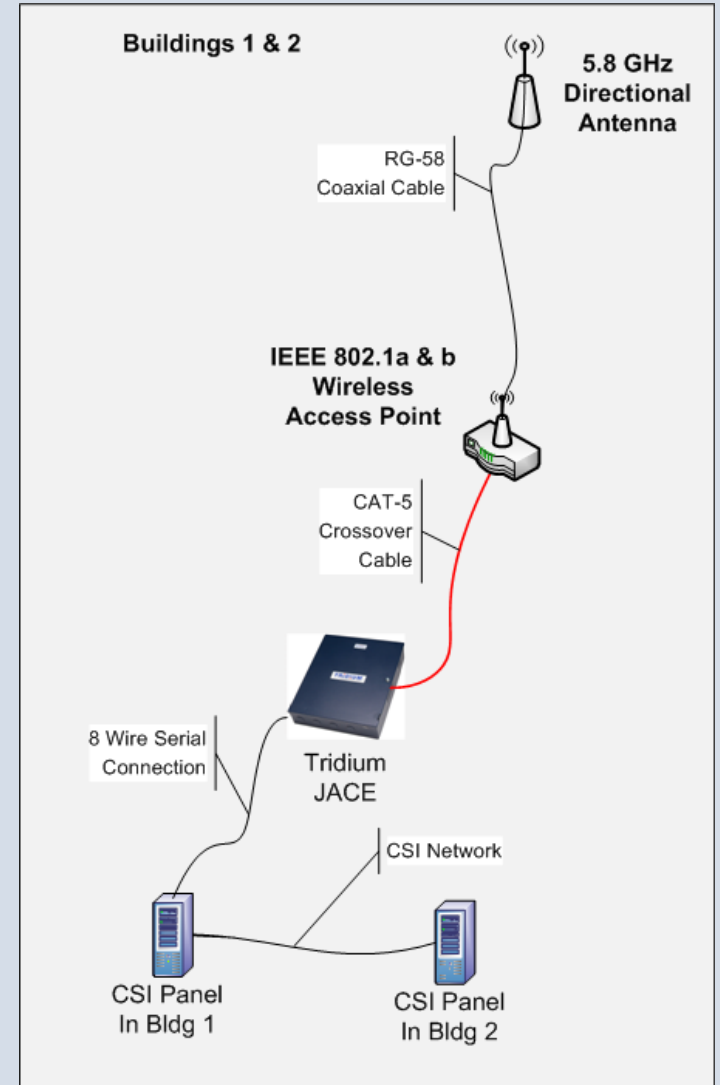 Buildings 1 & 2
5.8 GHz
Directional
Antenna
RG-58
Coaxial Cable
IEEE 802.1a & b
Wireless
Access Point
CAT-5
Crossover
Cable
8 Wire Serial
Connection
TRIDIUM
Tridium
JACE
CSI Network
CSI Panel
In Bldg 1
CSI Panel
In Bldg 2